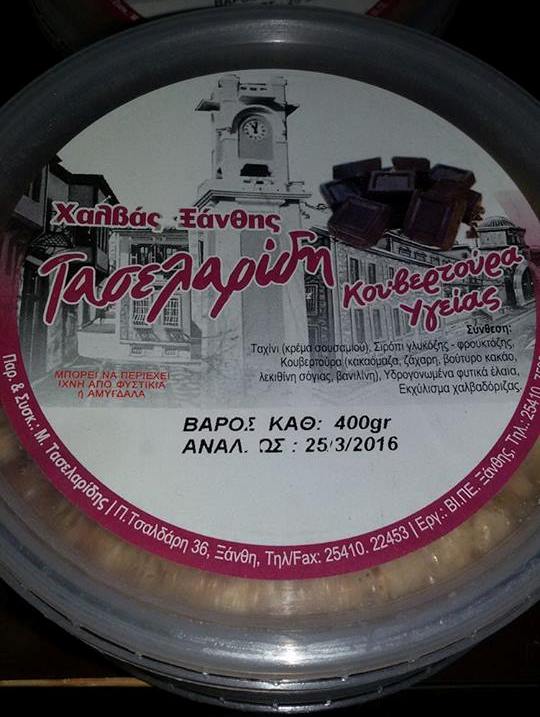 Χαλβάς Ξάνθης
Τασελαρίδη
Κουβερτούρα
Υγείας
Σύνθεση:
Ταχίνι (κρέμα σουσαμιού), Σιρόπι γλυκόζης - φρουκτόζης,
Κουβερτούρα (κακαόμαζα, ζάχαρη, βούτυρο κακάο,
λεκιθίνη σόγιας, βανιλίνη), Υδρογονωμένα φυτικά έλαια,
Εκχύλισμα χαλβαδόριζας.
ΜΠΟΡΕΙ ΝΑ ΠΕΡΙΕΧΕΙ
ΙΧΝΗ ΑΠΟ ΦΥΣΤΙΚΙΑ
ή ΑΜΥΓΔΑΛΑ
ΒΑΡΟΣ ΚΑΘ: 400gr
ΑΝΑΛ. ΩΣ : 25/3/2016
Παρ. & Συσκ.: Μ. Τασελαρίδης | Π.Τσαλδάρη 36, Ξάνθη, Τηλ/Fax: 25410. 22453 | Εργ.: ΒΙ.ΠΕ. Ξάνθης, Τηλ.: 25410